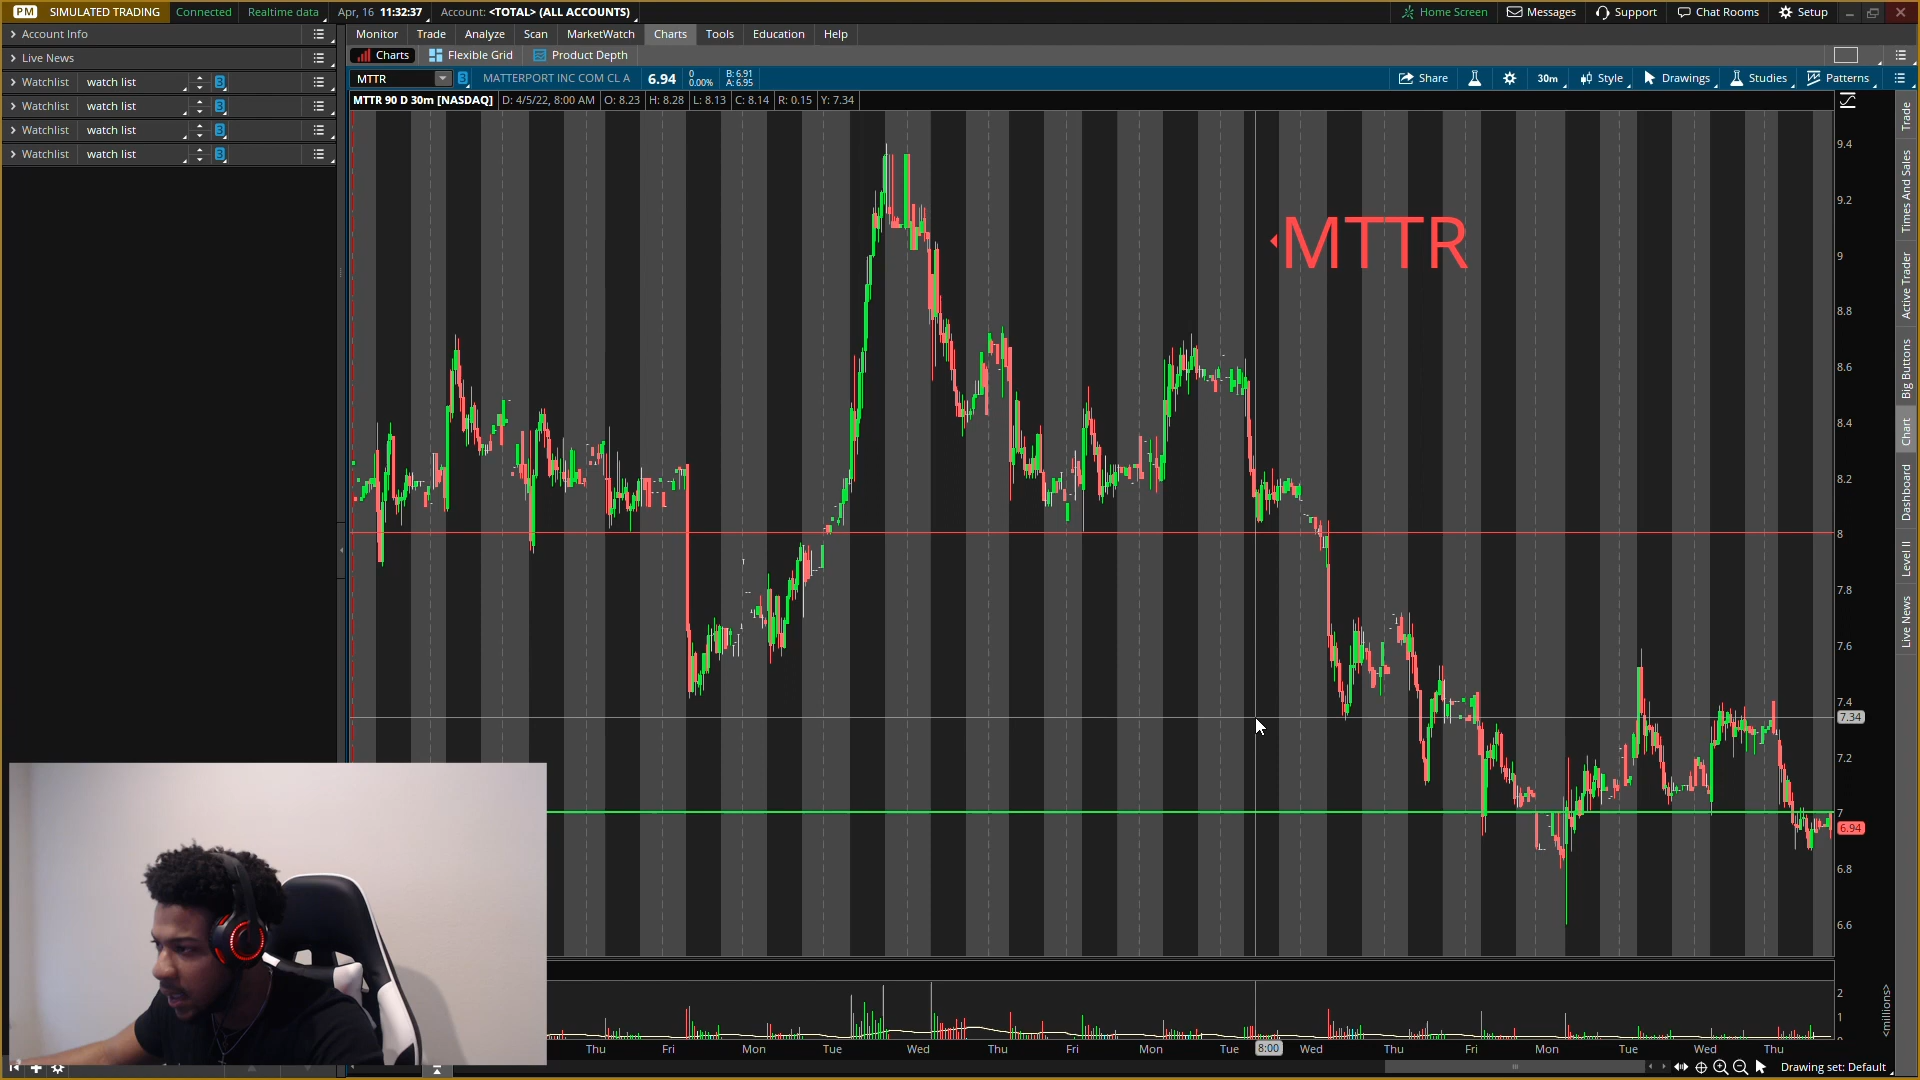 PM SIMULATED TRADING Connected Realtime data Apr, 16 11:32:37 Account: <TOTAL> (ALL ACCOUNTS) Home Screen Messages Support Chat Rooms Setup
Account Info
Live News
Watchlist watch list 3
Watchlist watch list 3
Watchlist watch list 3
Watchlist watch list 3
Monitor Trade Analyze Scan MarketWatch Charts Tools Education Help
Charts Flexible Grid Product Depth
MTTR 3 MATTERPORT INC COM CL A 6.94 0 0.00% B: 6.91 A: 6.95 Share 30m Style Drawings Studies Patterns
MTTR 90 D 30m [NASDAQ] D: 4/5/22, 8:00 AM O: 8.23 H: 8.28 L: 8.13 C: 8.14 R: 0.15 Y: 7.34
MTTR
9.4
9.2
9
8.8
8.6
8.4
8.2
8
7.8
7.6
7.4
7.34
7.2
7
6.94
6.8
6.6
2
1
<millions>
Thu Fri Mon Tue Wed Thu Fri Mon Tue 8:00 Wed Thu Fri Mon Tue Wed Thu
Drawing set: Default
Trade
Times And Sales
Active Trader
Big Buttons
Chart
Dashboard
Level II
Live News